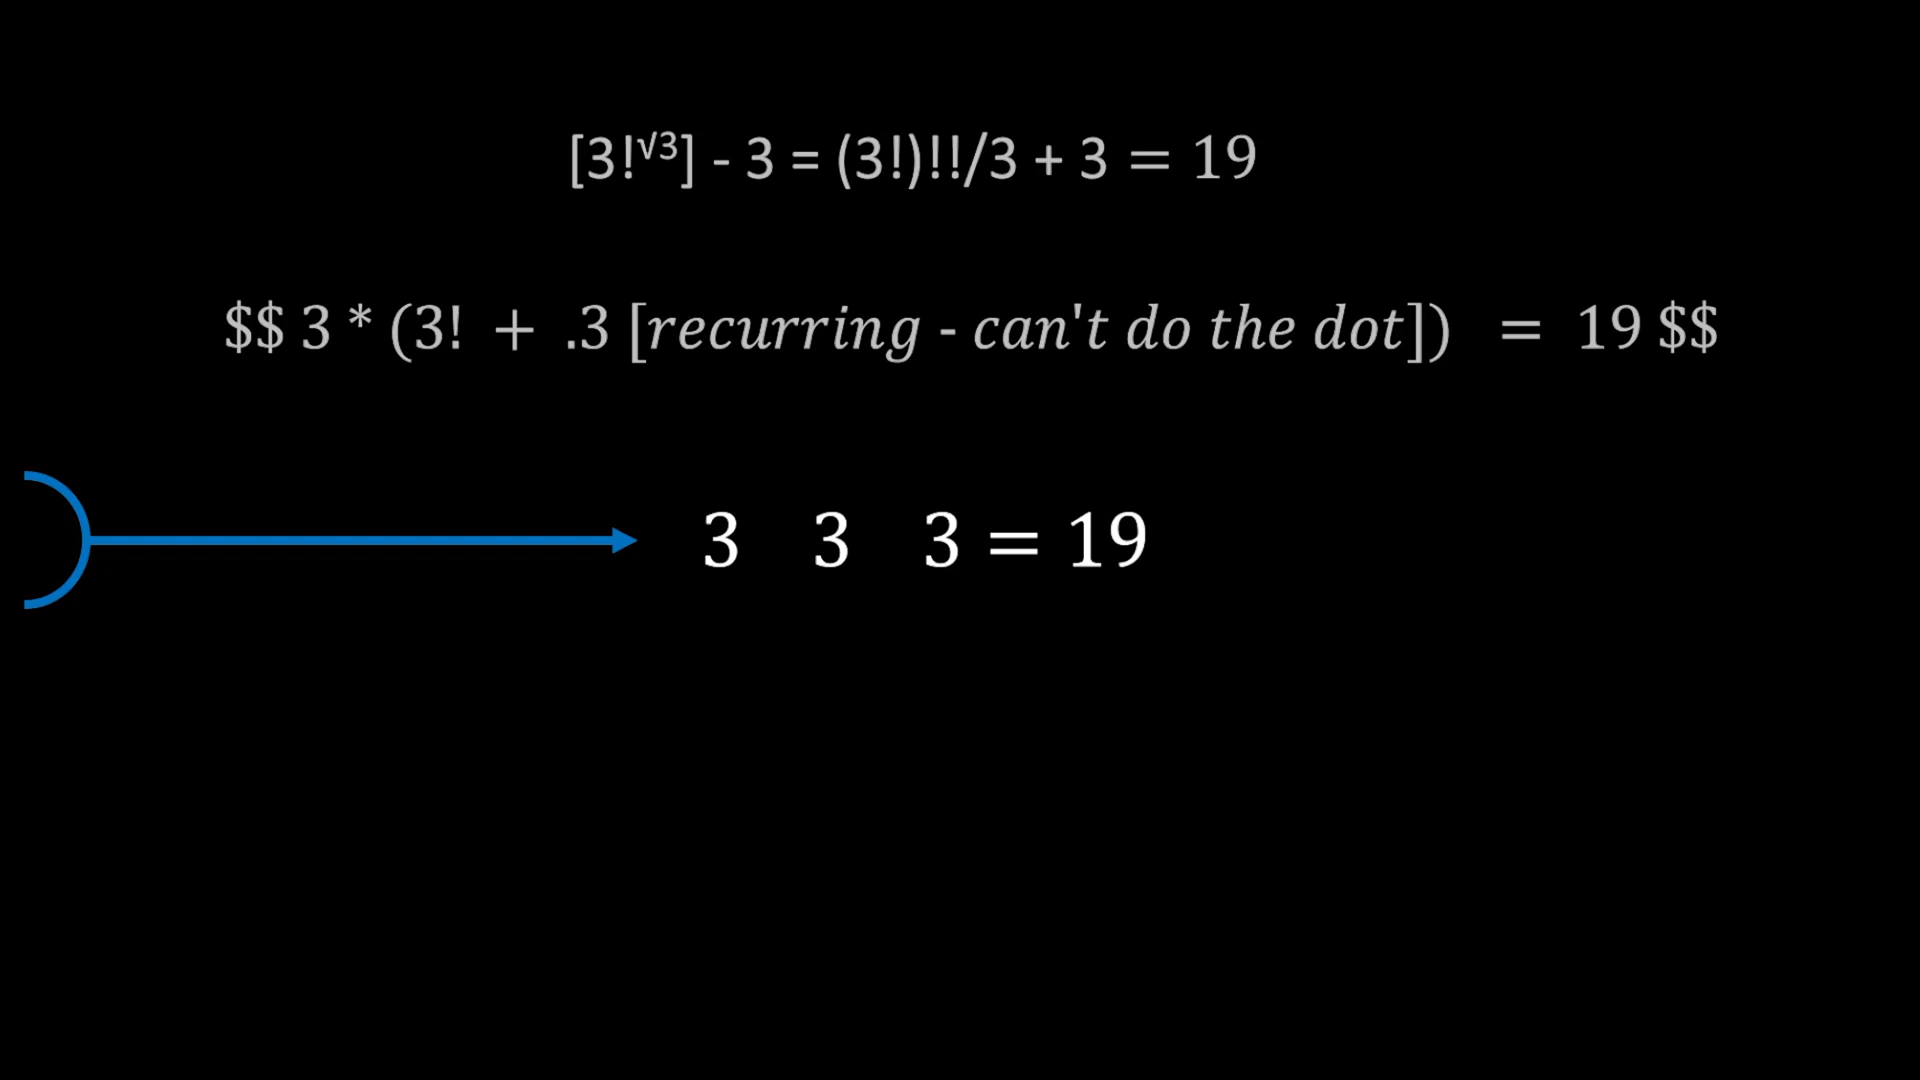 [3!^√3] - 3 = (3!)!!/3 + 3 = 19
$$ 3 * (3! + .3 [recurring - can't do the dot]) = 19 $$
3 3 3 = 19